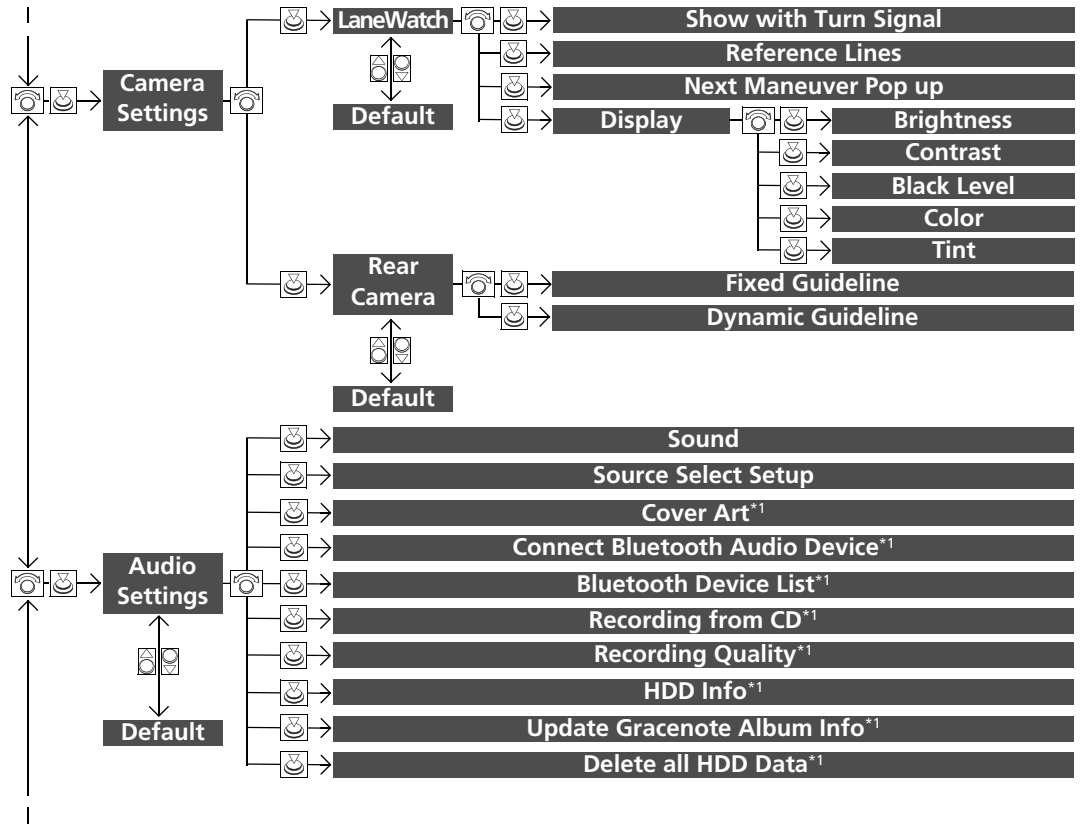 LaneWatch
Show with Turn Signal
Reference Lines
Next Maneuver Pop up
Camera
Settings
Default
Display
Brightness
Contrast
Black Level
Color
Tint
Rear
Camera
Fixed Guideline
Dynamic Guideline
Default
Sound
Source Select Setup
Cover Art*1
Connect Bluetooth Audio Device*1
Audio
Settings
Bluetooth Device List*1
Recording from CD*1
Recording Quality*1
HDD Info*1
Default
Update Gracenote Album Info*1
Delete all HDD Data*1